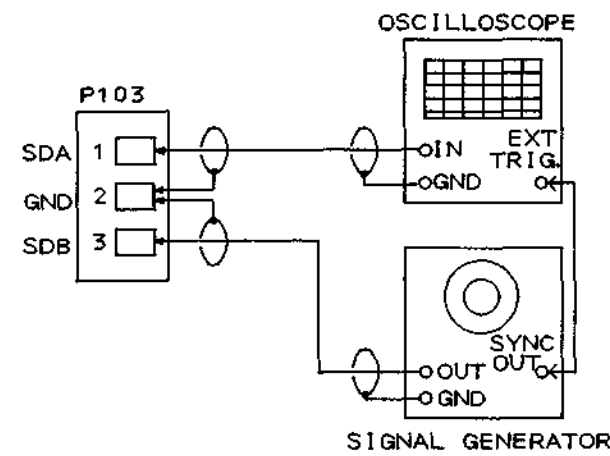 OSCILLOSCOPE
P103
SDA 1
GND 2
SDB 3
IN
EXT
TRIG.
GND
SYNC
OUT
OUT
GND
SIGNAL GENERATOR